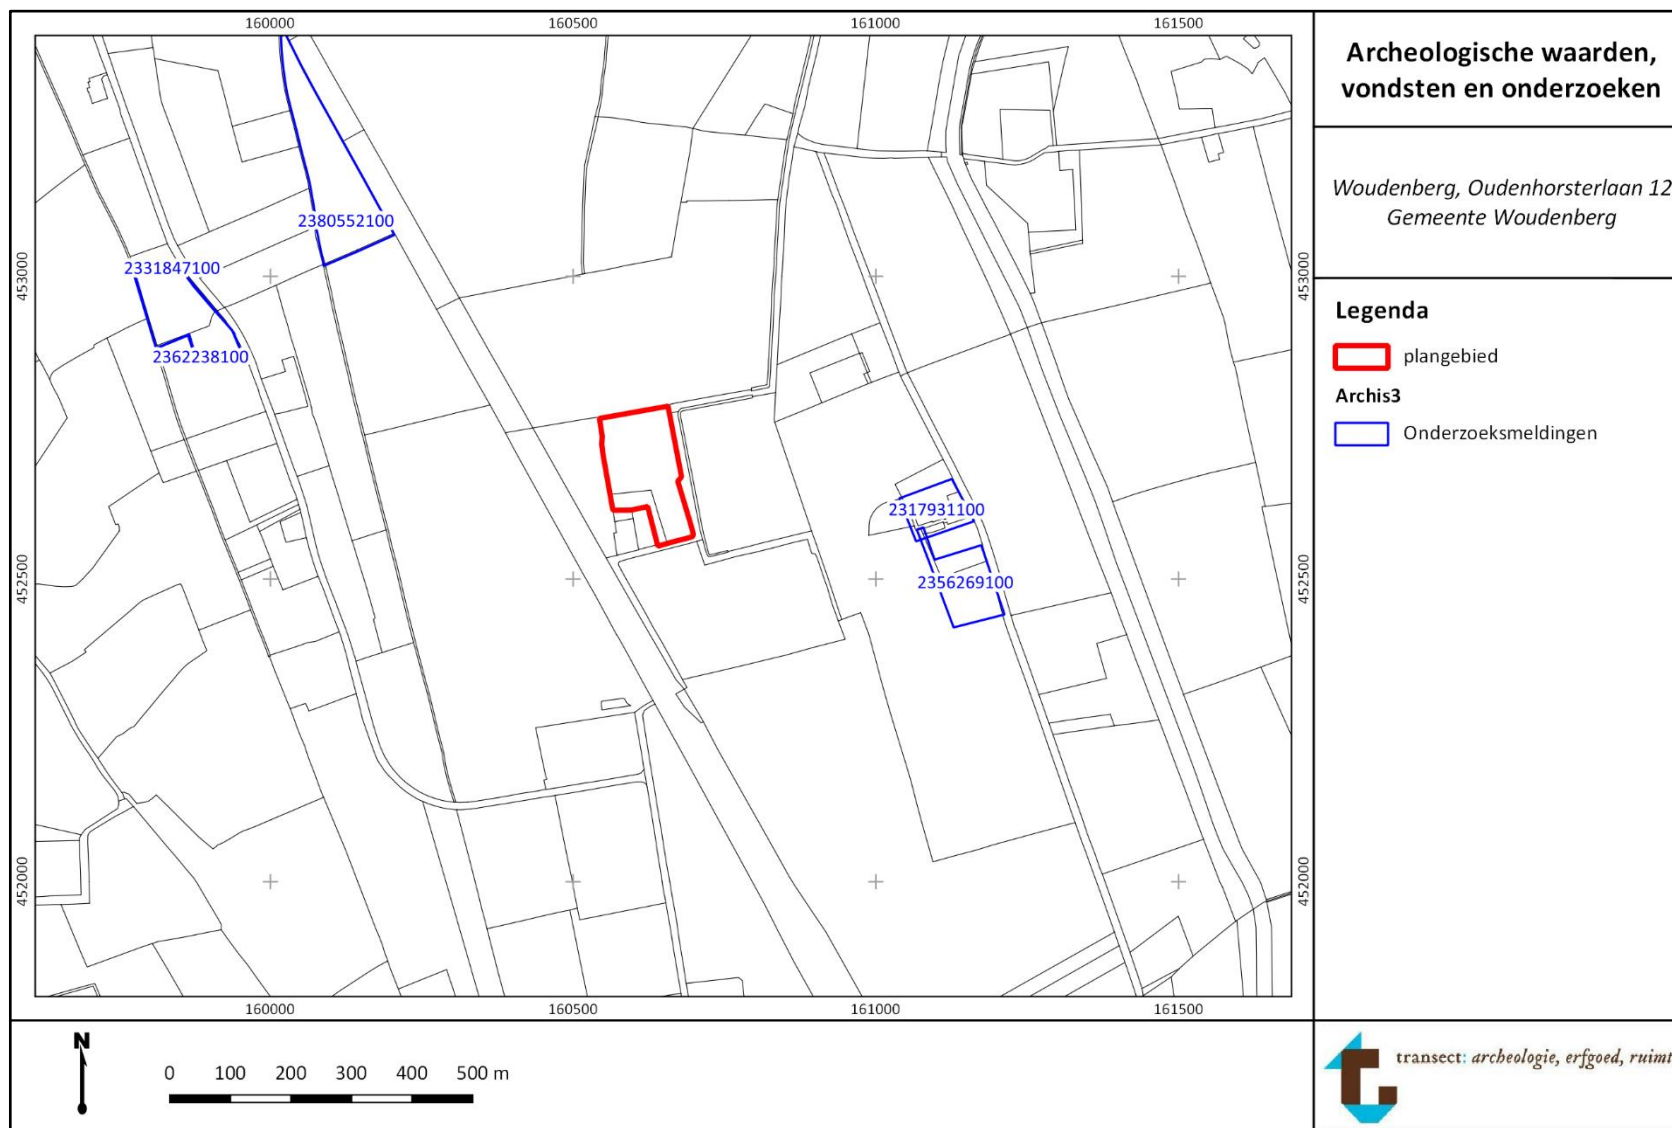 160000 160500 161000 161500
Archeologische waarden,
vondsten en onderzoeken
Woudenberg, Oudenhorsterlaan 12
Gemeente Woudenberg
Legenda
plangebied
Archis3
Onderzoeksmeldingen
2380552100
2331847100
2362238100
2317931100
2356269100
453000
453000
452500
452500
452000
452000
160000 160500 161000 161500
N
0 100 200 300 400 500 m
transect: archeologie, erfgoed, ruimt